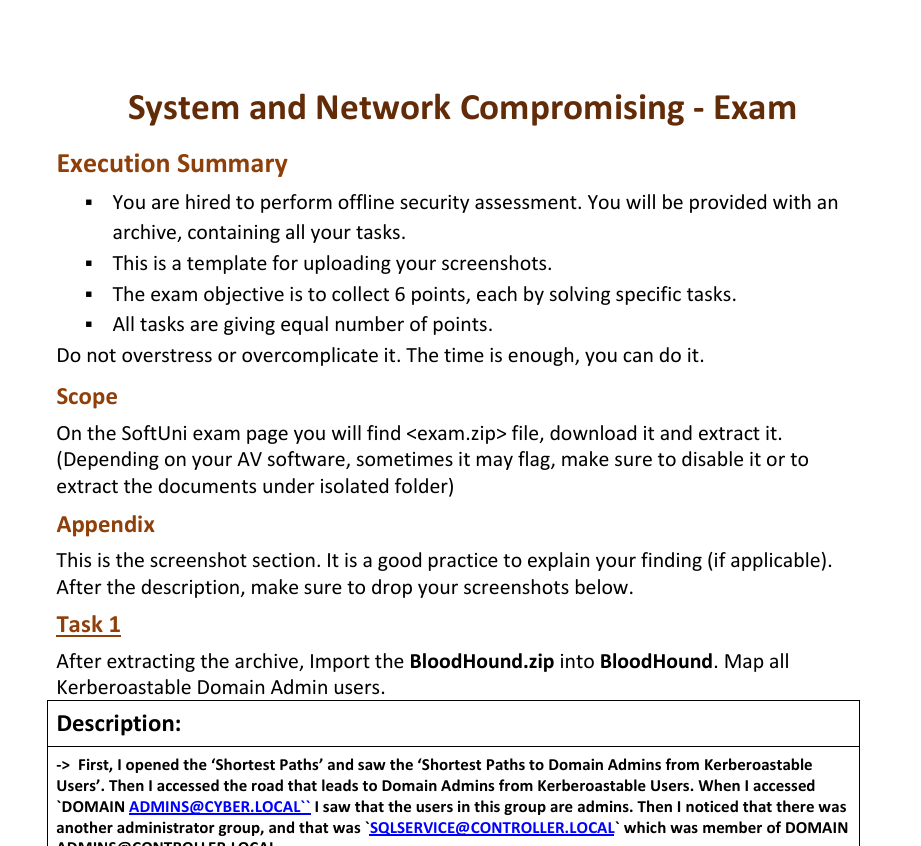 System and Network Compromising - Exam
Execution Summary
▪ You are hired to perform offline security assessment. You will be provided with an
archive, containing all your tasks.
▪ This is a template for uploading your screenshots.
▪ The exam objective is to collect 6 points, each by solving specific tasks.
▪ All tasks are giving equal number of points.
Do not overstress or overcomplicate it. The time is enough, you can do it.
Scope
On the SoftUni exam page you will find <exam.zip> file, download it and extract it.
(Depending on your AV software, sometimes it may flag, make sure to disable it or to
extract the documents under isolated folder)
Appendix
This is the screenshot section. It is a good practice to explain your finding (if applicable).
After the description, make sure to drop your screenshots below.
Task 1
After extracting the archive, Import the BloodHound.zip into BloodHound. Map all
Kerberoastable Domain Admin users.
Description:
-> First, I opened the ‘Shortest Paths’ and saw the ‘Shortest Paths to Domain Admins from Kerberoastable
Users’. Then I accessed the road that leads to Domain Admins from Kerberoastable Users. When I accessed
`DOMAIN ADMINS@CYBER.LOCAL`` I saw that the users in this group are admins. Then I noticed that there was
another administrator group, and that was `SQLSERVICE@CONTROLLER.LOCAL` which was member of DOMAIN
ADMINS@CONTROLLER.LOCAL